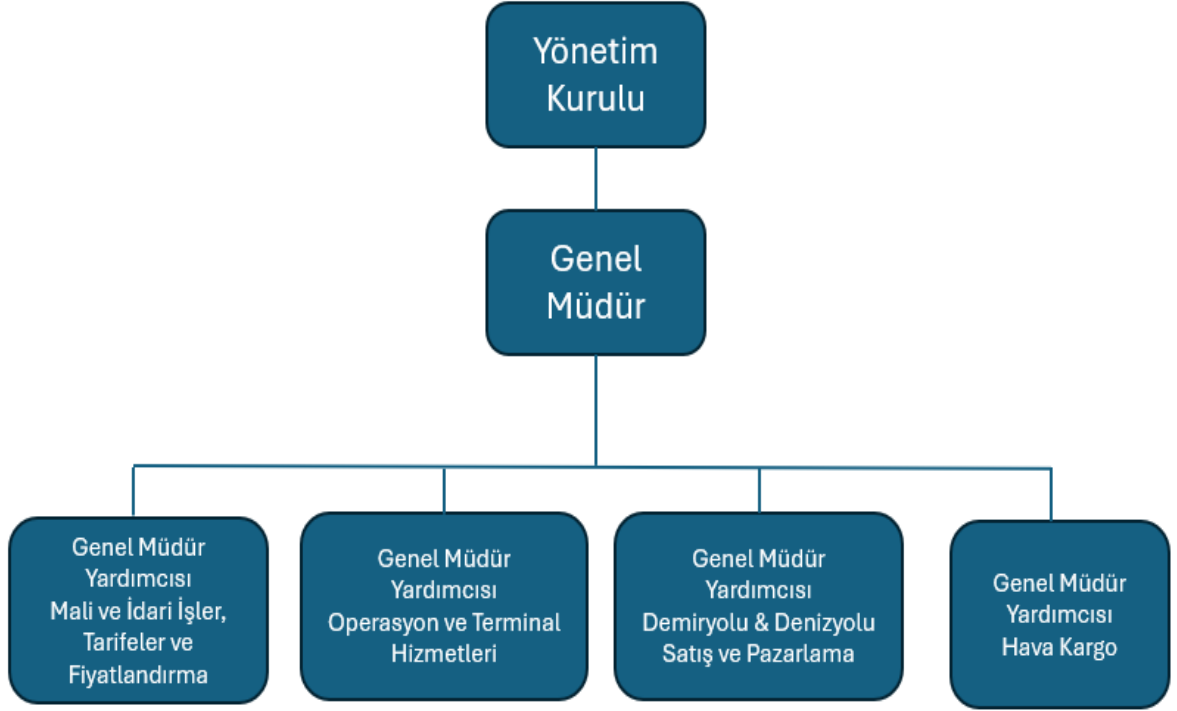 Yönetim
Kurulu
Genel
Müdür
Genel Müdür
Yardımcısı
Mali ve İdari İşler,
Tarifeler ve
Fiyatlandırma
Genel Müdür
Yardımcısı
Operasyon ve Terminal
Hizmetleri
Genel Müdür
Yardımcısı
Demiryolu & Denizyolu
Satış ve Pazarlama
Genel Müdür
Yardımcısı
Hava Kargo